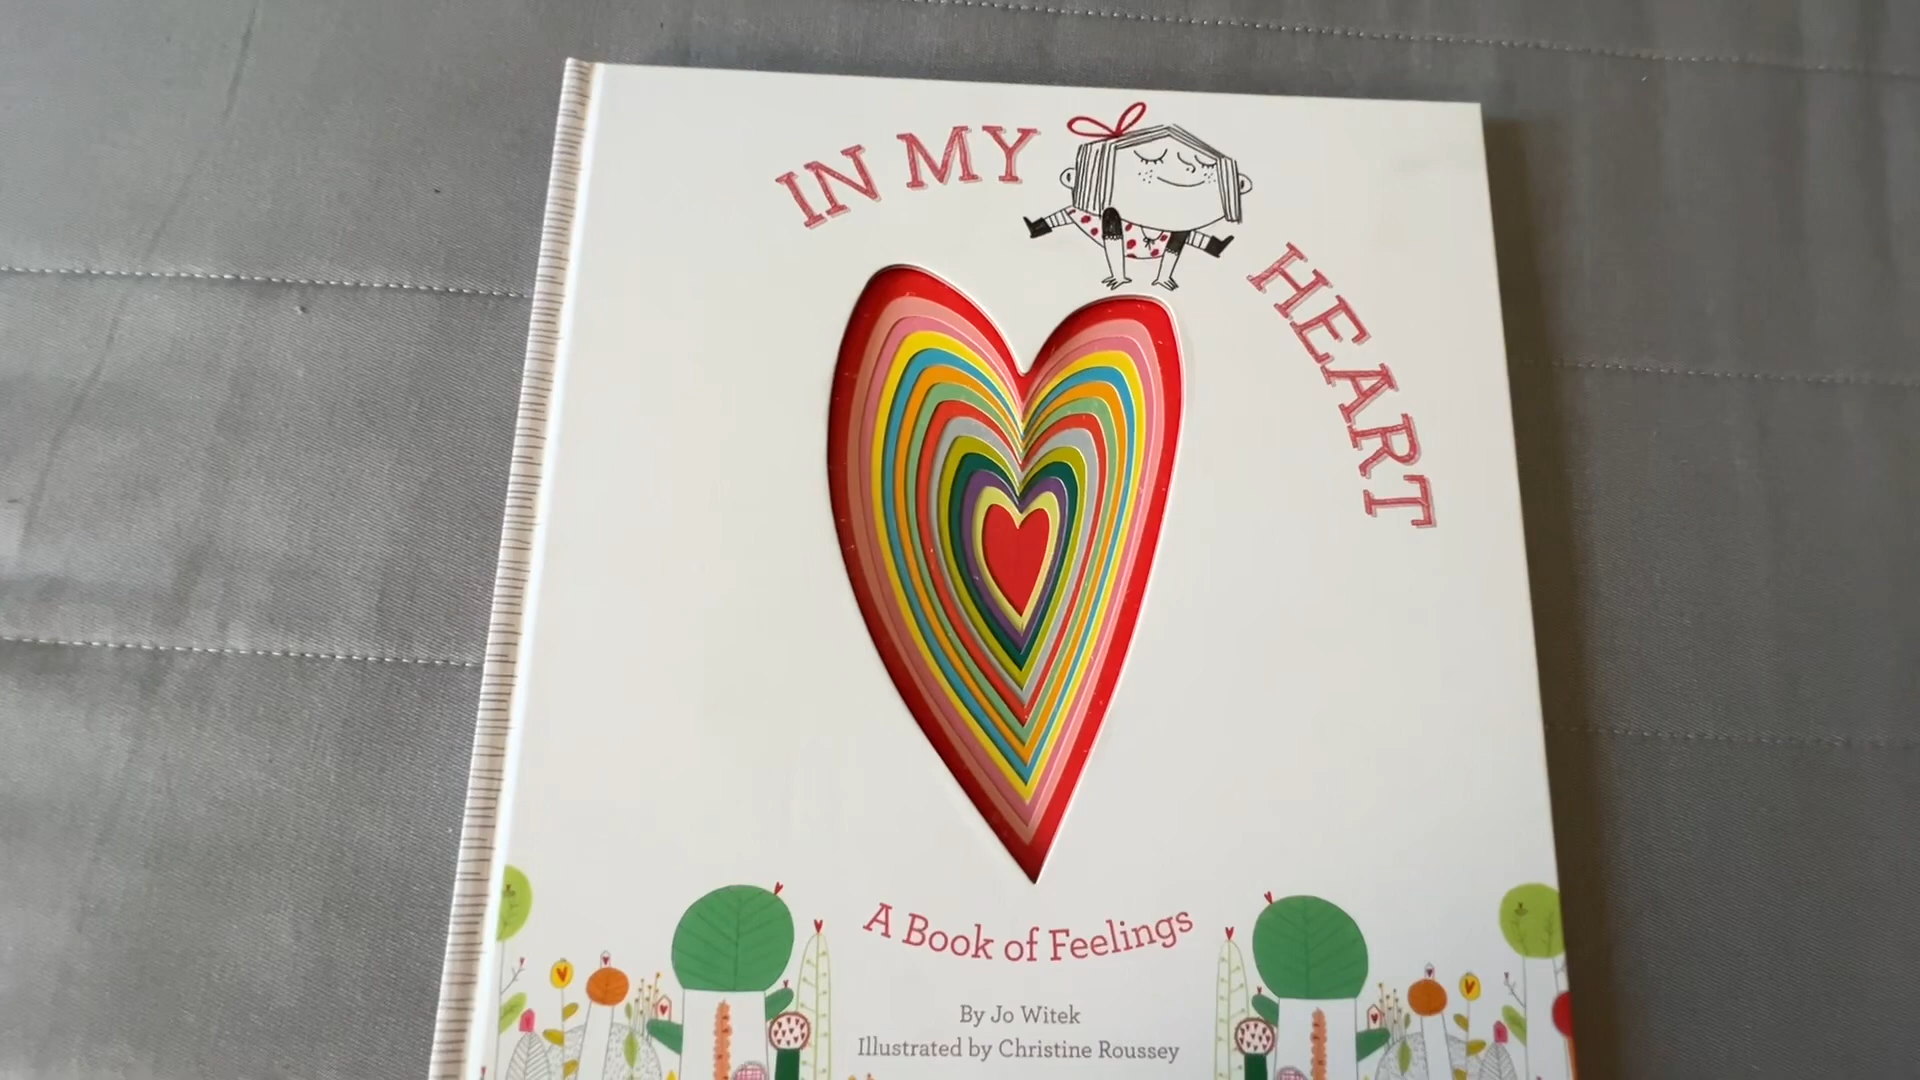 IN MY HEART
A Book of Feelings
By Jo Witek
Illustrated by Christine Roussey